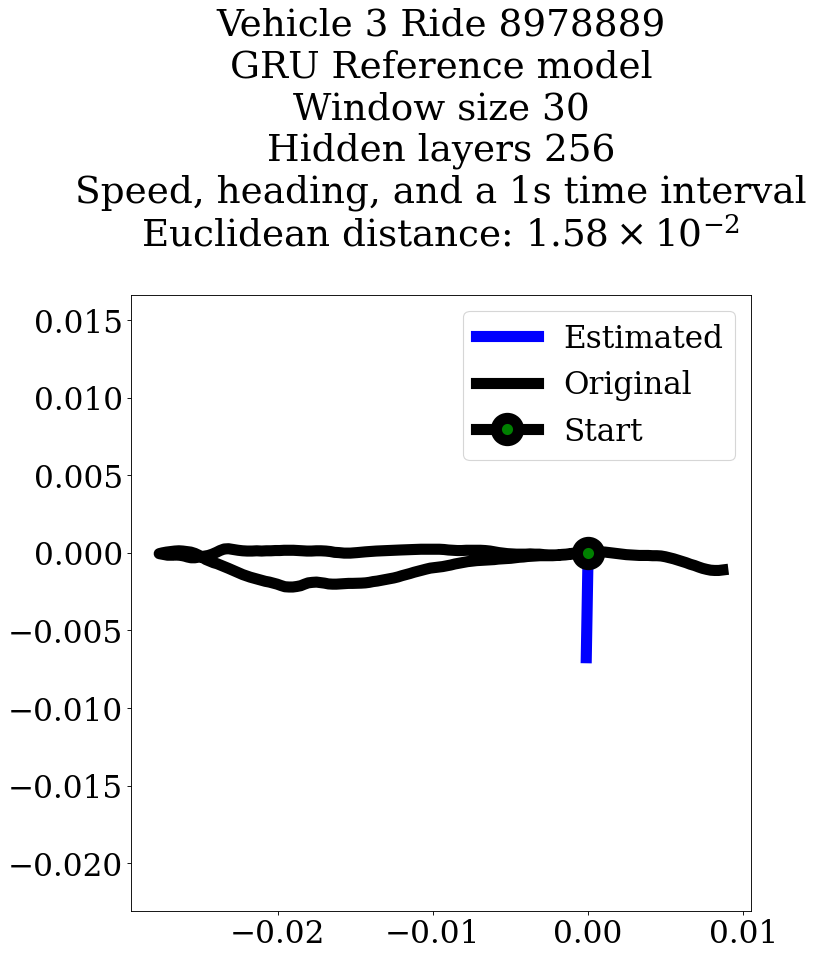 Vehicle 3 Ride 8978889
GRU Reference model
Window size 30
Hidden layers 256
Speed, heading, and a 1s time interval
Euclidean distance: 1.58 × 10⁻²
Estimated
Original
Start
0.015
0.010
0.005
0.000
−0.005
−0.010
−0.015
−0.020
−0.02 −0.01 0.00 0.01